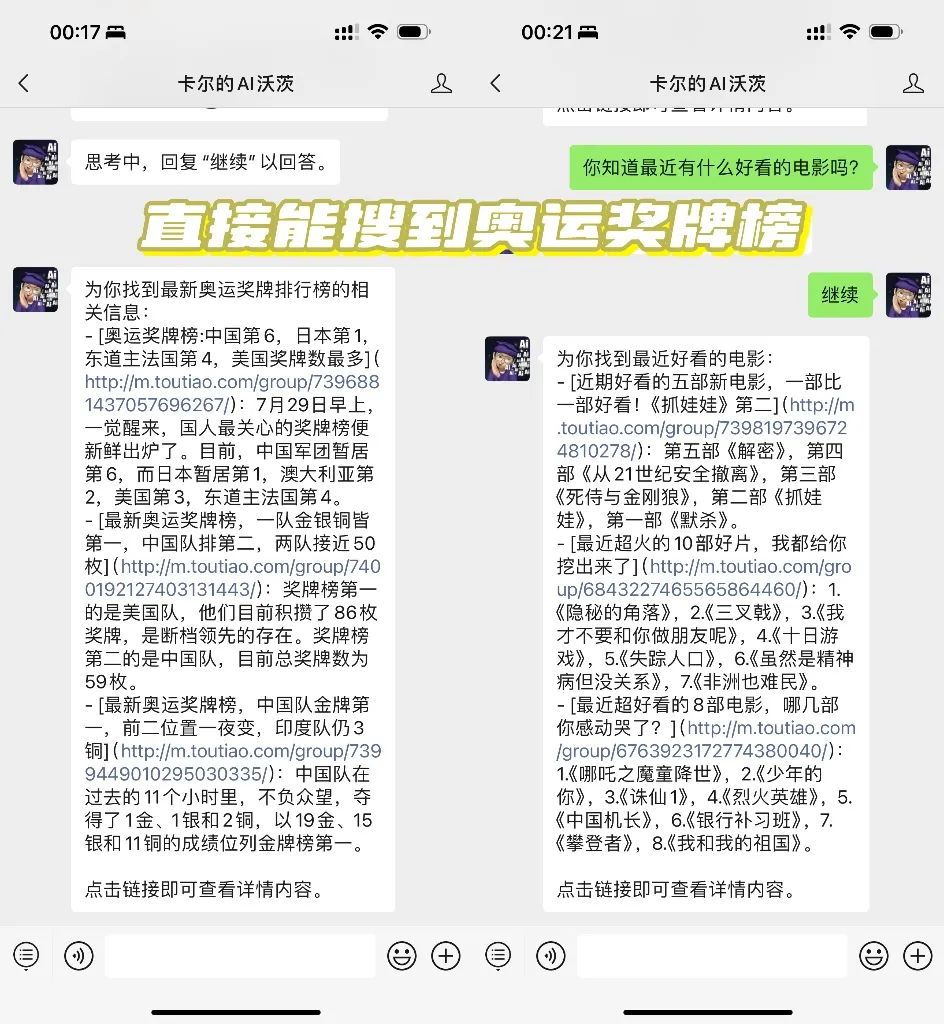 00:17
卡尔的AI沃茨
思考中，回复“继续”以回答。
直接能搜到奥运奖牌榜
为你找到最新奥运奖牌排行榜的相
关信息：
- [奥运奖牌榜:中国第6，日本第1，
东道主法国第4，美国奖牌数最多](
http://m.toutiao.com/group/739688
1437057696267/)：7月29日早上，
一觉醒来，国人最关心的奖牌榜便
新鲜出炉了。目前，中国军团暂居
第6，而日本暂居第1，澳大利亚第
2，美国第3，东道主法国第4。
- [最新奥运奖牌榜，一队金银铜皆
第一，中国队排第二，两队接近50
枚](http://m.toutiao.com/group/740
0192127403131443/)：奖牌榜第一
的是美国队，他们目前积攒了86枚
奖牌，是断档领先的存在。奖牌榜
第二的是中国队，目前总奖牌数为
59枚。
- [最新奥运奖牌榜，中国队金牌第
一，前二位置一夜变，印度队仍3
铜](http://m.toutiao.com/group/739
9449010295030335/)：中国队在
过去的11个小时里，不负众望，夺
得了1金、1银和2铜，以19金、15
银和11铜的成绩位列金牌榜第一。
点击链接即可查看详情内容。
00:21
卡尔的AI沃茨
点击链接即可查看详情内容。
你知道最近有什么好看的电影吗？
继续
为你找到最近好看的电影：
- [近期好看的五部新电影，一部比
一部好看！《抓娃娃》第二](http://m
.toutiao.com/group/739819739672
4810278/)：第五部《解密》，第四
部《从21世纪安全撤离》，第三部
《死侍与金刚狼》，第二部《抓娃
娃》，第一部《默杀》。
- [最近超火的10部好片，我都给你
挖出来了](http://m.toutiao.com/gro
up/6843227465565864460/)：1.
《隐秘的角落》，2.《三叉戟》，3.《我
才不要和你做朋友呢》，4.《十日游
戏》，5.《失踪人口》，6.《虽然是精神
病但没关系》，7.《非洲也难民》。
- [最近超好看的8部电影，哪几部
你感动哭了？](http://m.toutiao.com
/group/6763923172774380040/)：
1.《哪吒之魔童降世》，2.《少年的
你》，3.《诛仙1》，4.《烈火英雄》，5.
《中国机长》，6.《银行补习班》，7.
《攀登者》，8.《我和我的祖国》。
点击链接即可查看详情内容。